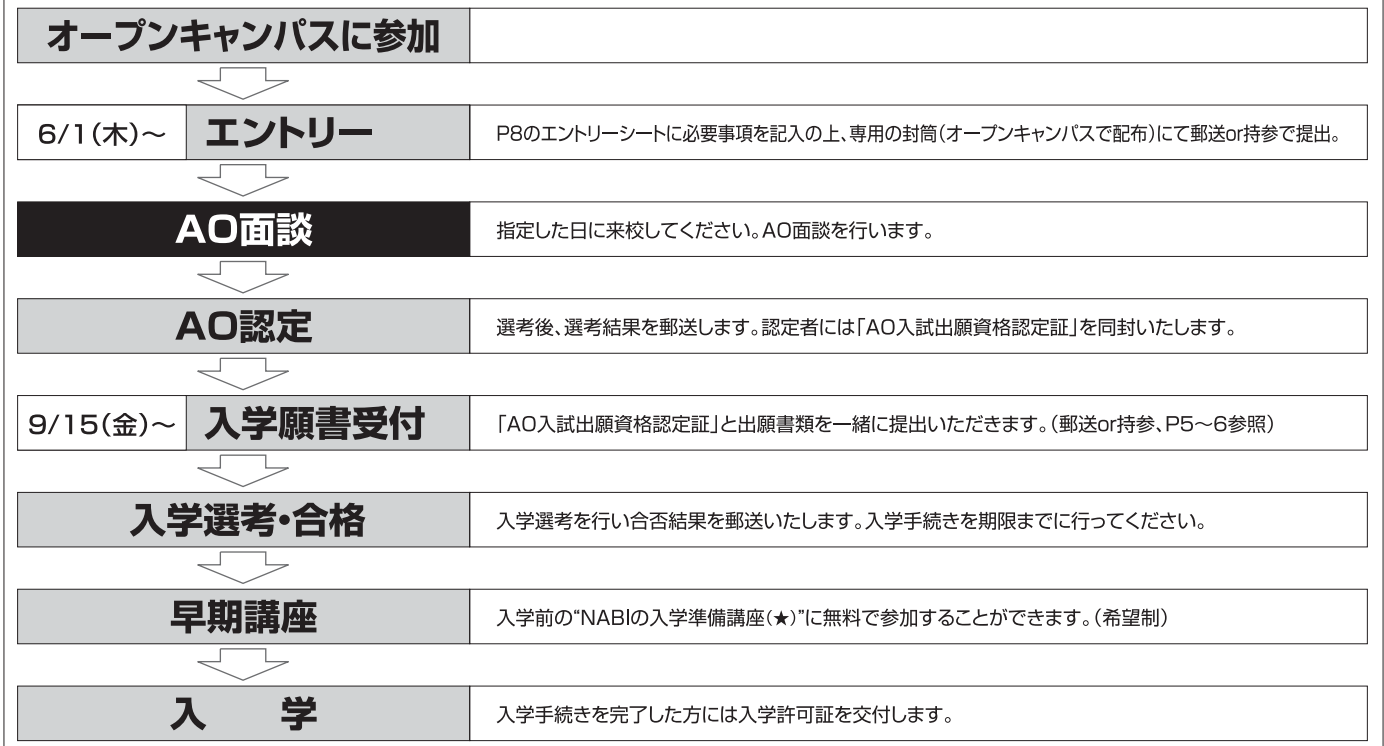 オープンキャンパスに参加
6/1(木)～ エントリー P8のエントリーシートに必要事項を記入の上、専用の封筒(オープンキャンパスで配布)にて郵送or持参で提出。
AO面談 指定した日に来校してください。AO面談を行います。
AO認定 選考後、選考結果を郵送します。認定者には「AO入試出願資格認定証」を同封いたします。
9/15(金)～ 入学願書受付 「AO入試出願資格認定証」と出願書類を一緒に提出いただきます。(郵送or持参、P5～6参照)
入学選考・合格 入学選考を行い合否結果を郵送いたします。入学手続きを期限までに行ってください。
早期講座 入学前の“NABIの入学準備講座(★)”に無料で参加することができます。(希望制)
入　学 入学手続きを完了した方には入学許可証を交付します。